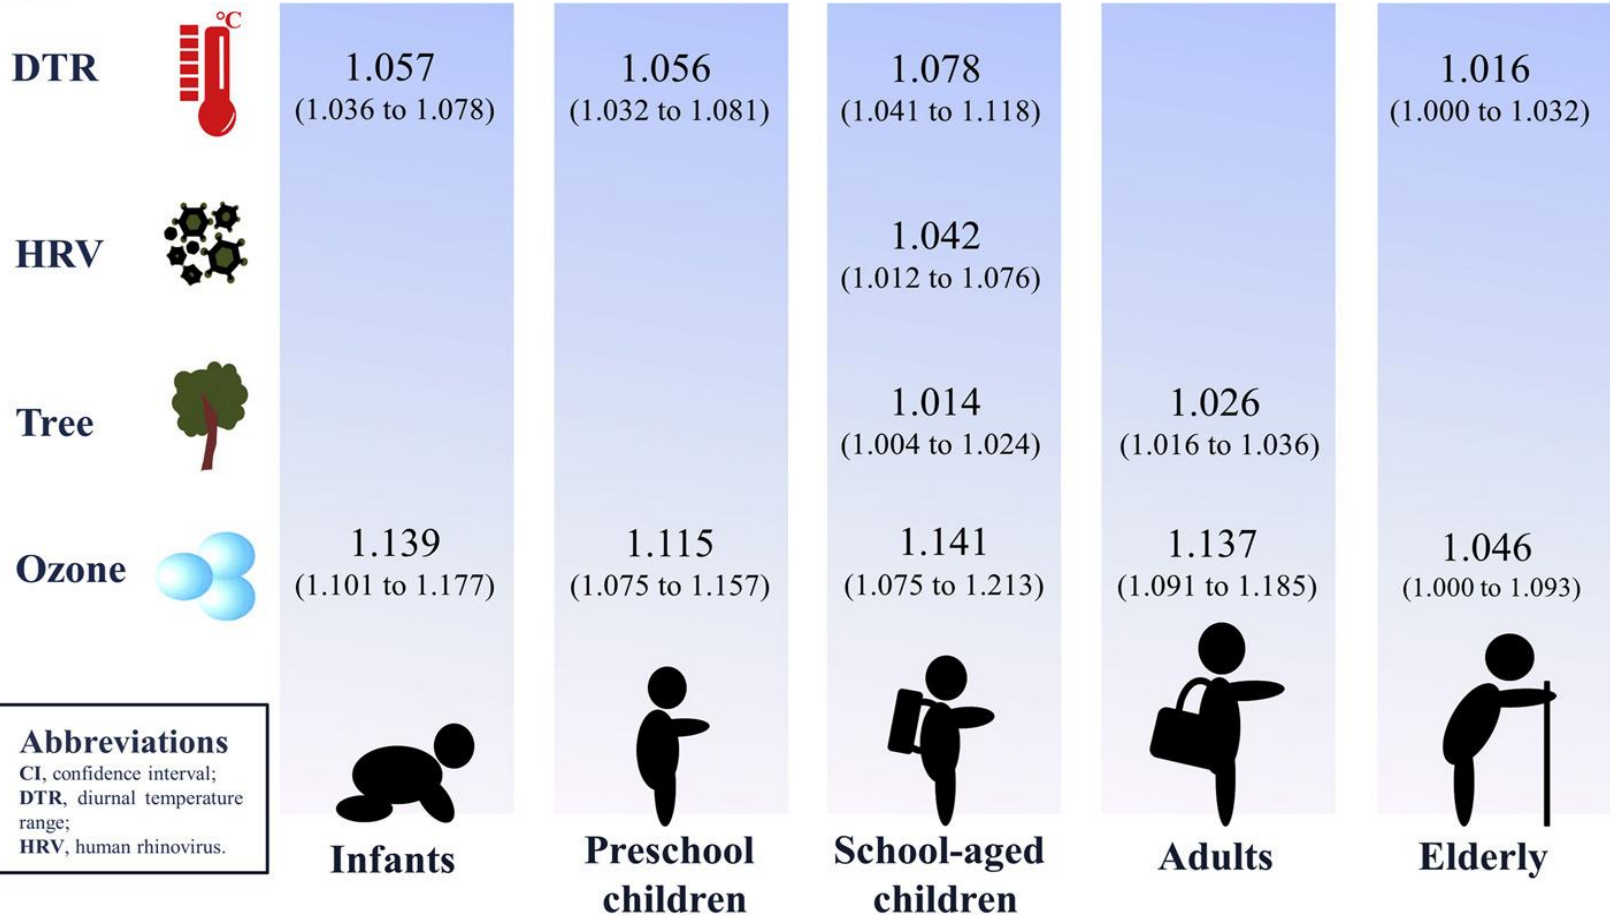 °C
DTR
1.057
(1.036 to 1.078)
1.056
(1.032 to 1.081)
1.078
(1.041 to 1.118)
1.016
(1.000 to 1.032)
HRV
1.042
(1.012 to 1.076)
Tree
1.014
(1.004 to 1.024)
1.026
(1.016 to 1.036)
Ozone
1.139
(1.101 to 1.177)
1.115
(1.075 to 1.157)
1.141
(1.075 to 1.213)
1.137
(1.091 to 1.185)
1.046
(1.000 to 1.093)
Abbreviations
CI, confidence interval;
DTR, diurnal temperature
range;
HRV, human rhinovirus.
Infants
Preschool
children
School-aged
children
Adults
Elderly